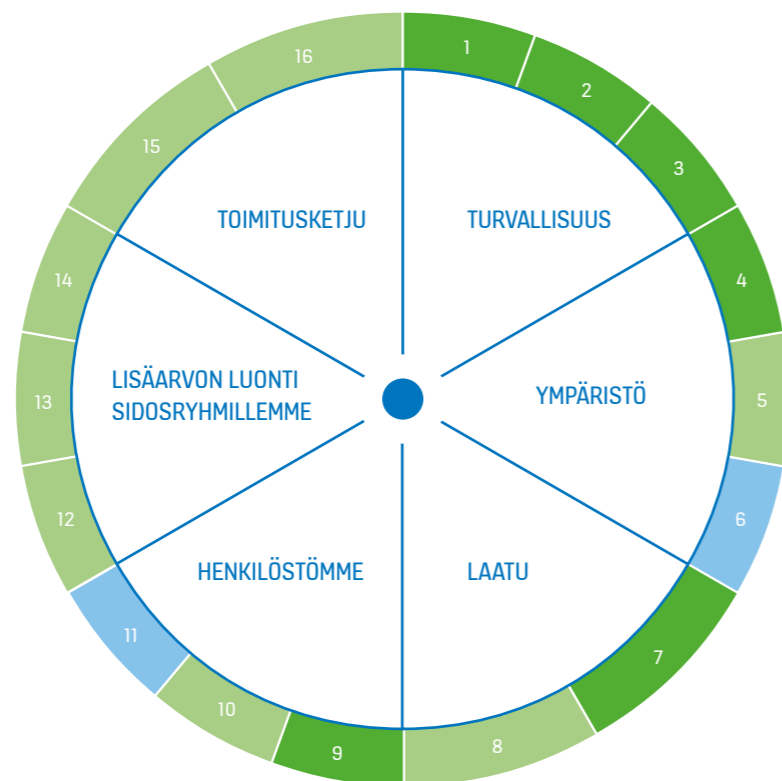 16
1
2
15
3
TOIMITUSKETJU
TURVALLISUUS
14
4
LISÄARVON LUONTI
SIDOSRYHMILLEMME
YMPÄRISTÖ
13
5
12
6
HENKILÖSTÖMME
LAATU
11
7
10
9
8